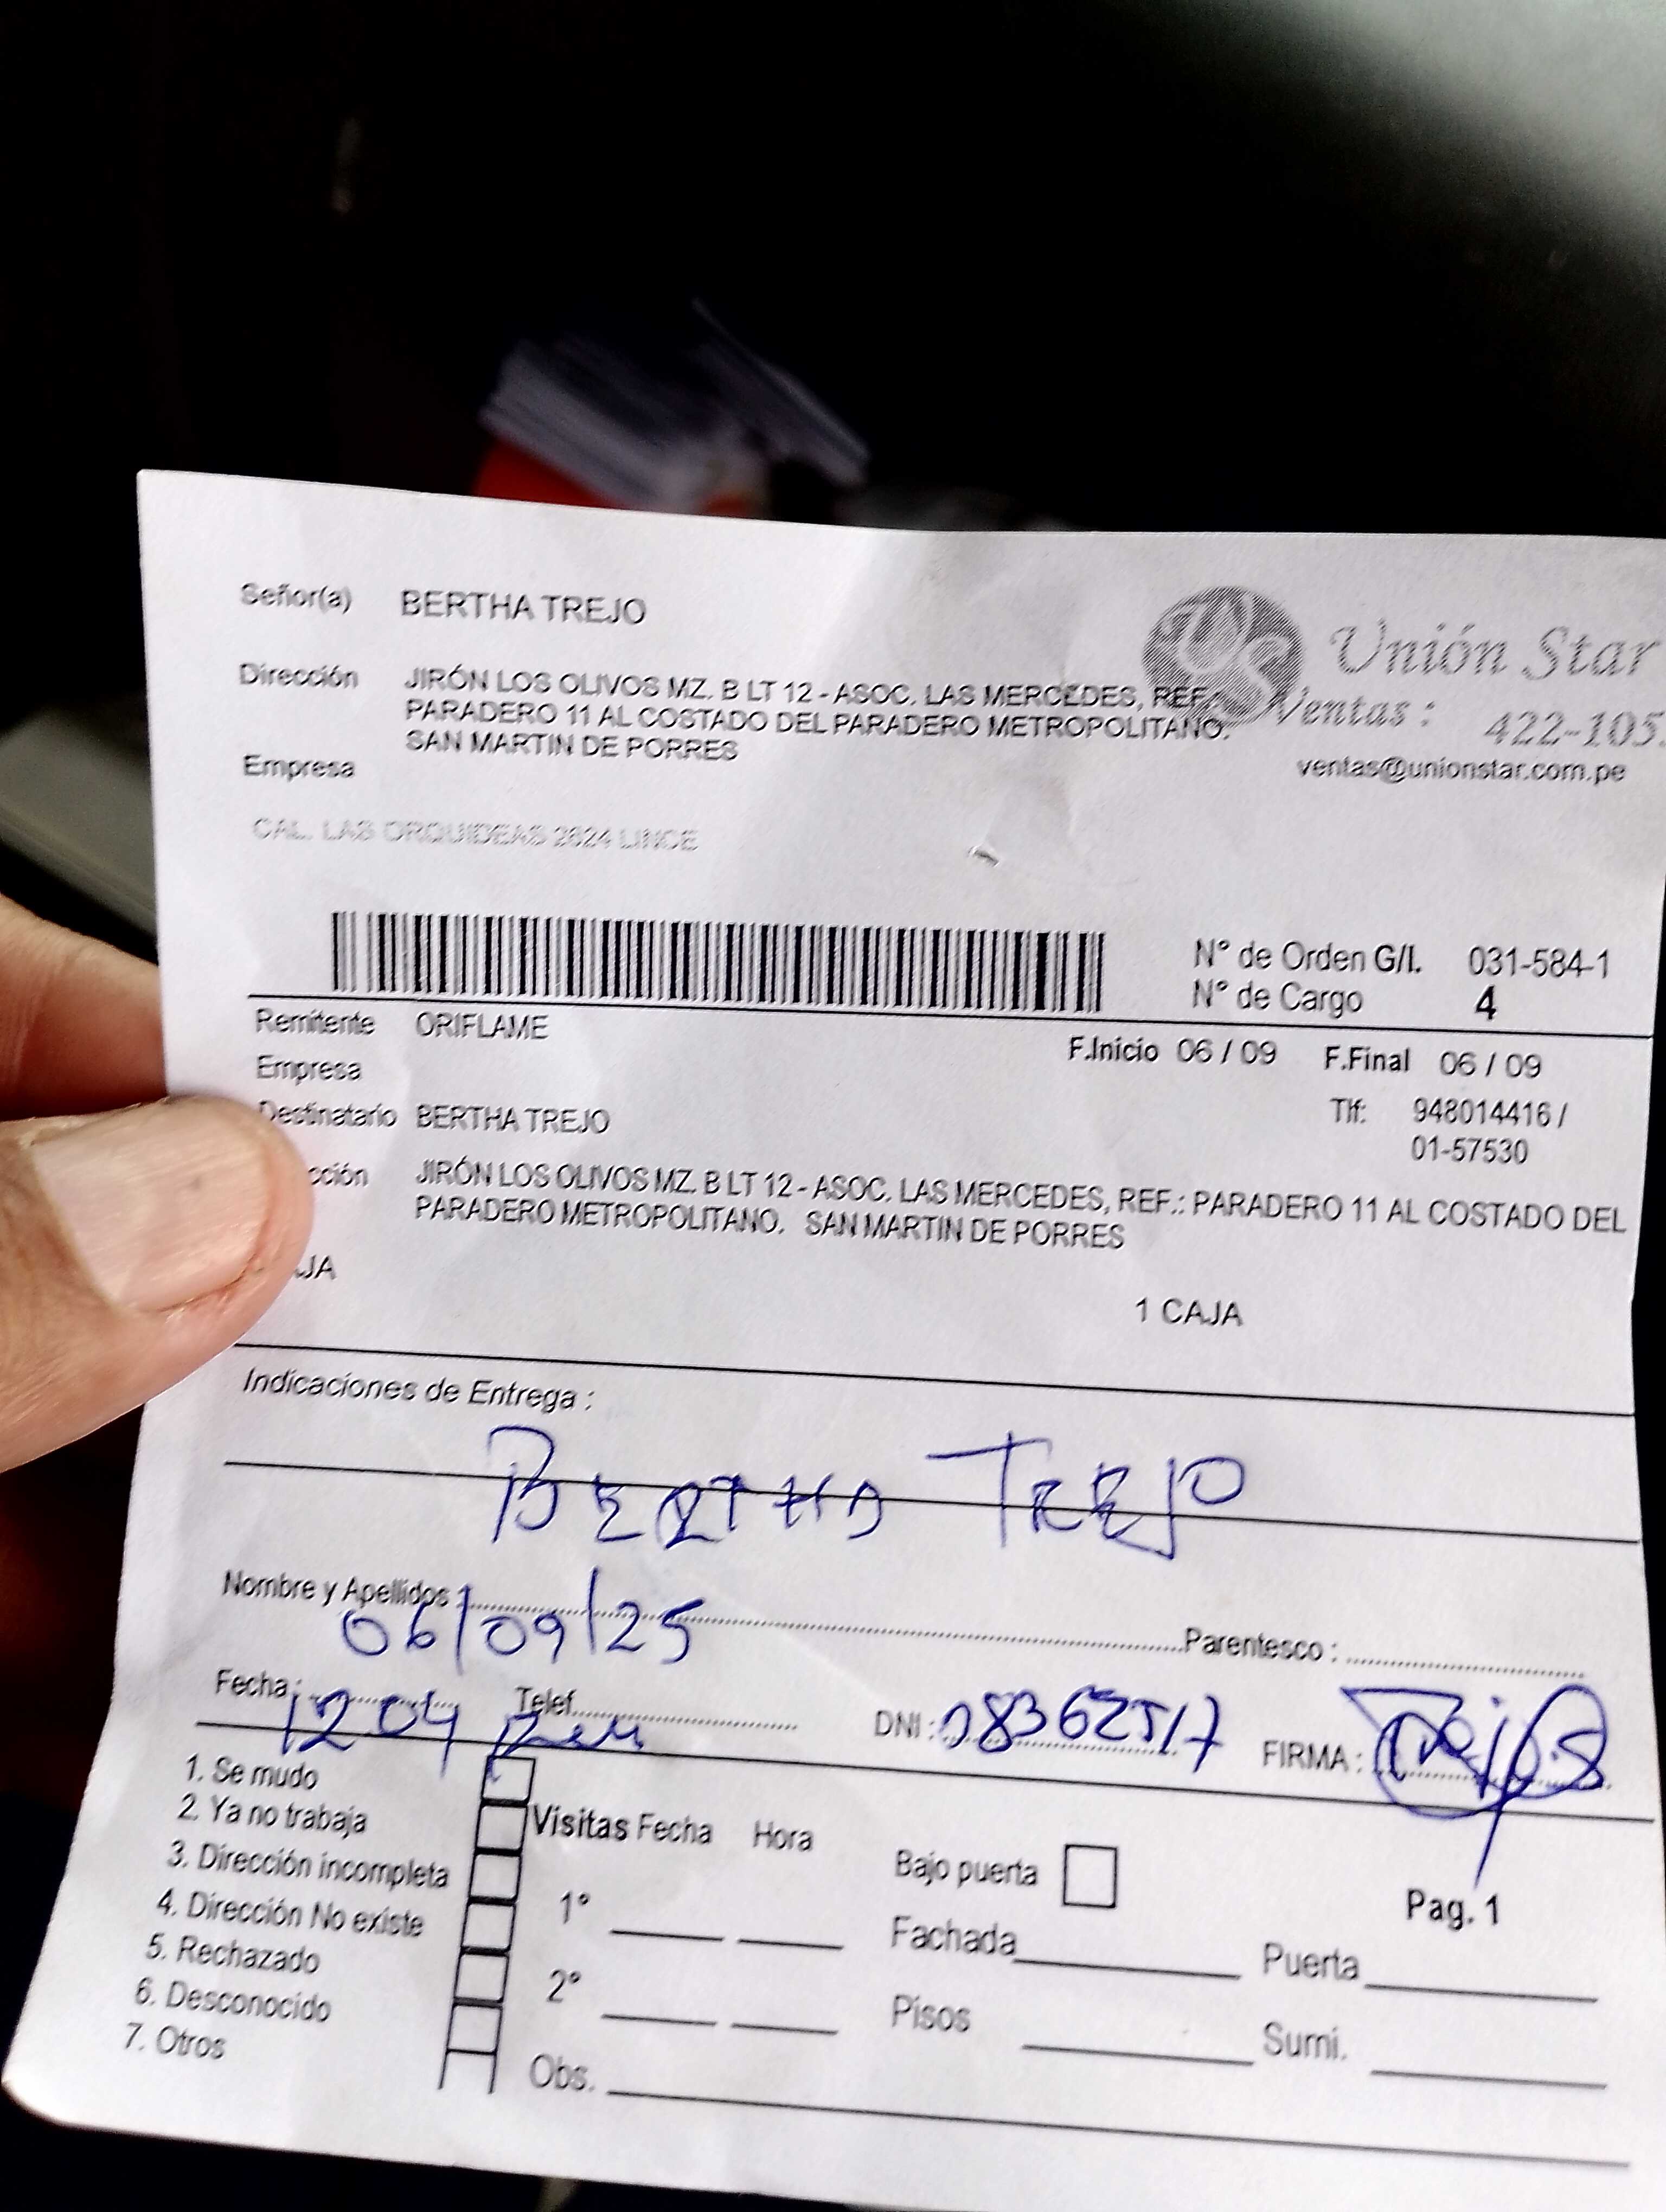 Señor(a) BERTHA TREJO
Unión Star
Dirección JIRÓN LOS OLIVOS MZ. B LT 12 - ASOC. LAS MERCEDES, REF
PARADERO 11 AL COSTADO DEL PARADERO METROPOLITANO.
SAN MARTIN DE PORRES
Ventas : 422-105
ventas@unionstar.com.pe
Empresa
CAL. LAS ORQUIDEAS 2624 LINCE
N° de Orden G/I. 031-584-1
N° de Cargo 4
Remitente ORIFLAME
F.Inicio 06 / 09 F.Final 06 / 09
Empresa
Destinatario BERTHA TREJO
Tlf: 948014416 /
01-57530
cción JIRÓN LOS OLIVOS MZ. B LT 12 - ASOC. LAS MERCEDES, REF.: PARADERO 11 AL COSTADO DEL
PARADERO METROPOLITANO. SAN MARTIN DE PORRES
JA
1 CAJA
Indicaciones de Entrega :
BERTHA TREJO
Nombre y Apellidos : Parentesco :
06/09/25
Fecha : Telef. DNI : 08362517 FIRMA :
1204
1. Se mudo
2. Ya no trabaja
3. Dirección incompleta
4. Dirección No existe
5. Rechazado
6. Desconocido
7. Otros
Visitas Fecha Hora
1°
2°
Obs.
Bajo puerta
Fachada Puerta
Pisos Sumi.
Pag. 1